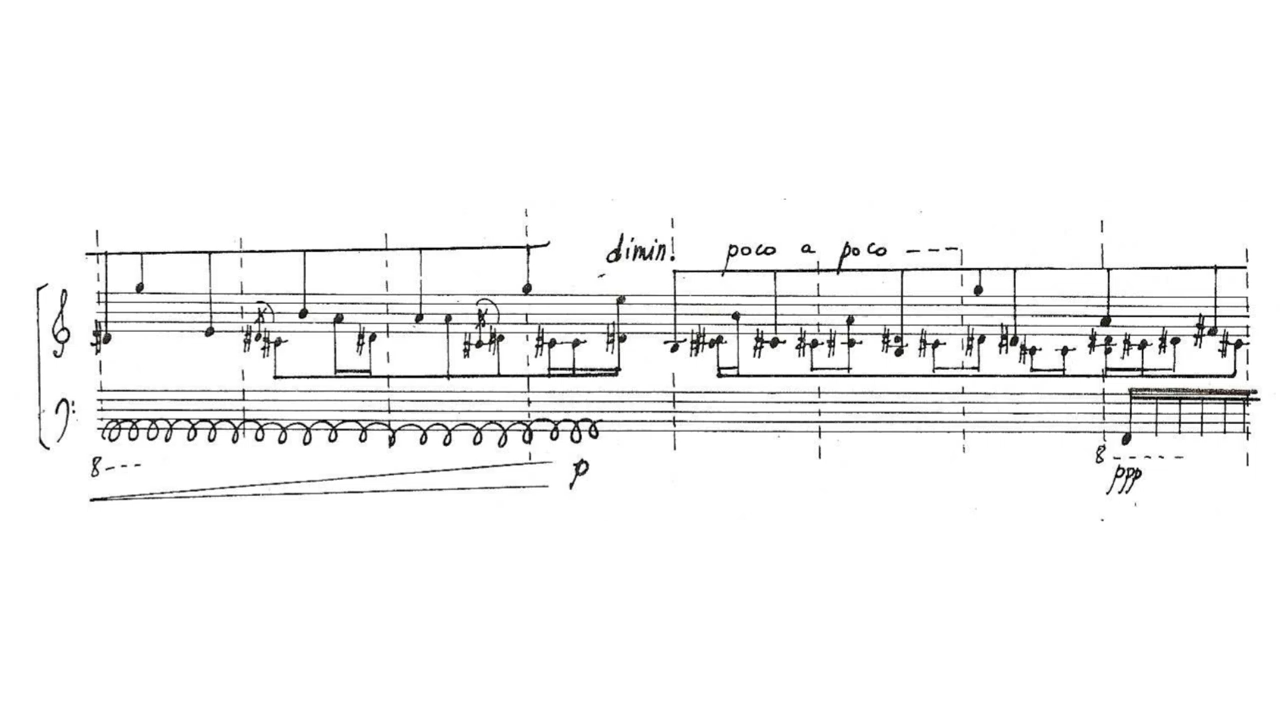 dimin. poco a poco ----
8---
p
8-----
ppp